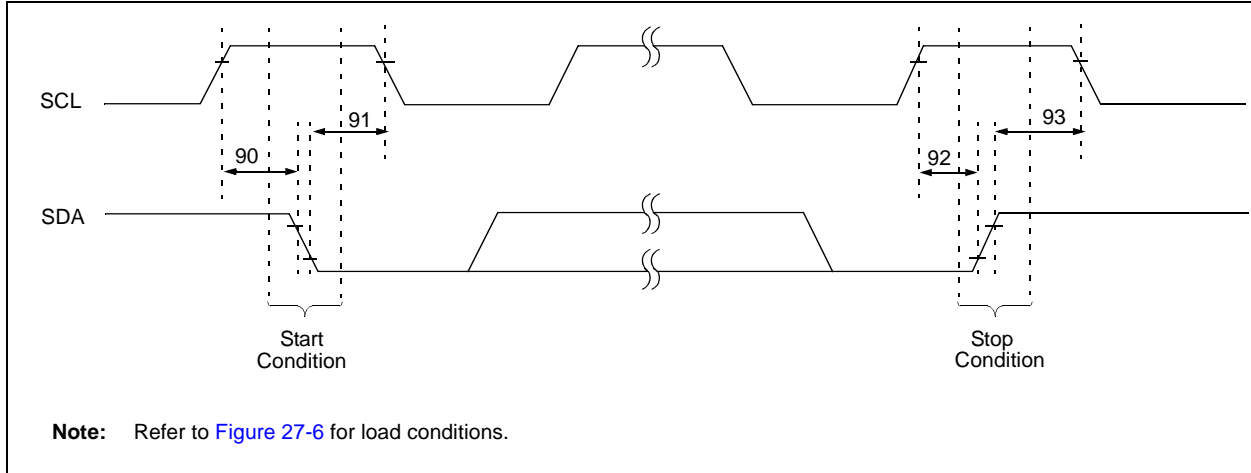 SCL
91
93
90
92
SDA
Start
Condition
Stop
Condition
Note: Refer to Figure 27-6 for load conditions.